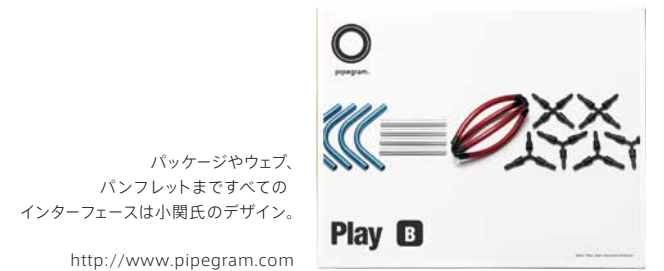 パッケージやウェブ、
パンフレットまですべての
インターフェースは小関氏のデザイン。
http://www.pipegram.com
pipegram.
Play B